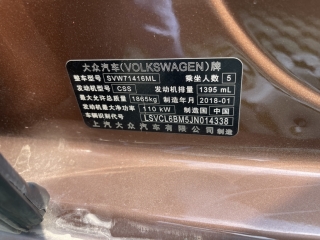 大众汽车(VOLKSWAGEN)牌
整车型号 SVW71416ML 乘坐人数 5
发动机型号 CSS 发动机排量 1395 mL
最大允许总质量 1865kg 制造年月 2018-01
发动机最大净功率 110 kW 制造国 中国
车辆识别代号 LSVCL6BM5JN014338
上汽大众汽车有限公司 制造